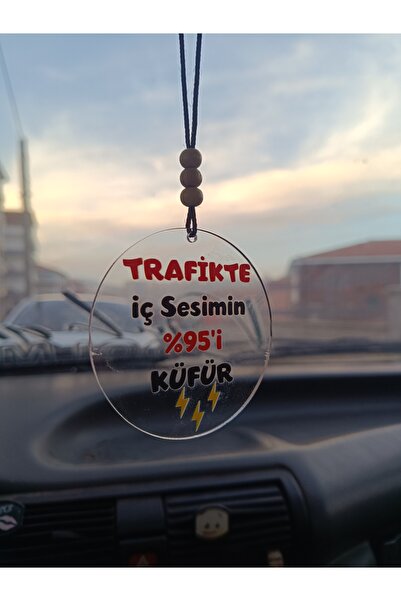 TRAFİKTE
iç Sesimin
%95'i
KÜFÜR